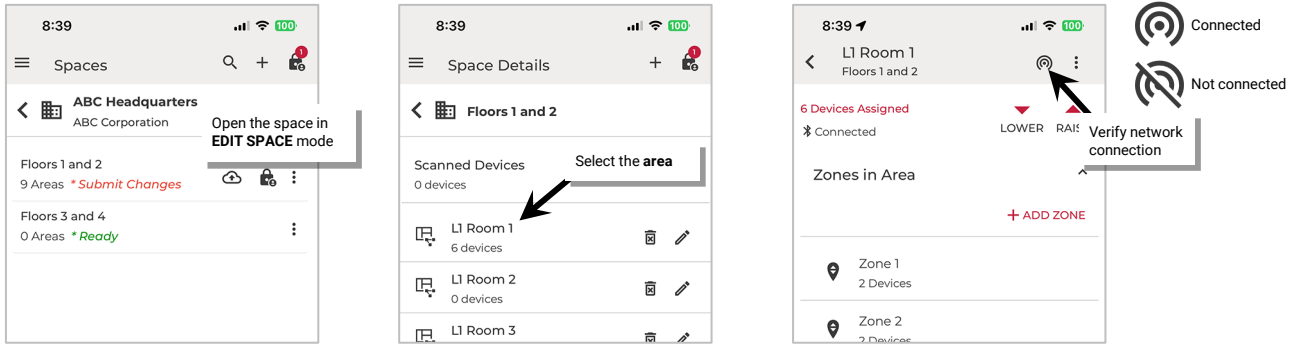 8:39
100
Spaces
1
ABC Headquarters
ABC Corporation
Open the space in
EDIT SPACE mode
Floors 1 and 2
9 Areas * Submit Changes
Floors 3 and 4
0 Areas * Ready
8:39
100
Space Details
1
Floors 1 and 2
Scanned Devices
0 devices
Select the area
L1 Room 1
6 devices
L1 Room 2
0 devices
L1 Room 3
8:39
100
L1 Room 1
Floors 1 and 2
6 Devices Assigned
Connected
LOWER RAIS
Verify network
connection
Zones in Area
+ ADD ZONE
Zone 1
2 Devices
Zone 2
2 Devices
Connected
Not connected